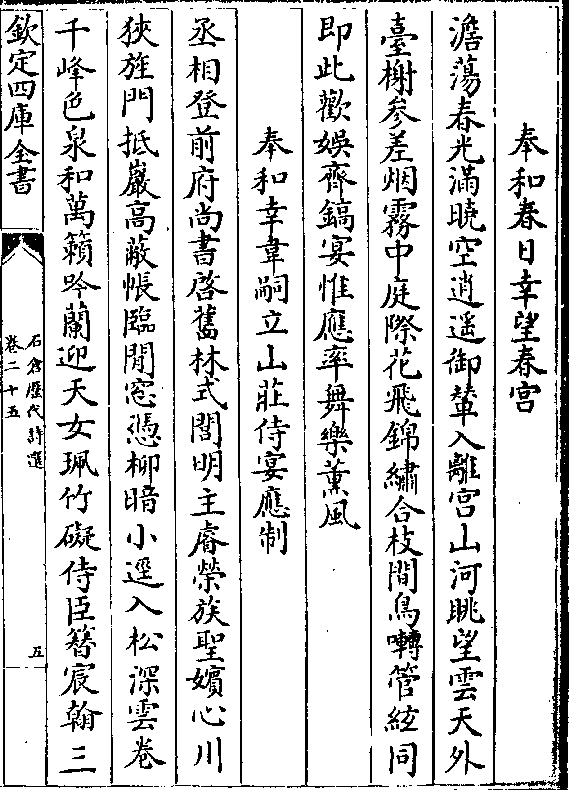 奉和春日幸望春宮
澹蕩春光滿曉空逍遥御輦入離宫山河眺望雲天外
臺榭參差烟霧中庭際花飛錦繡合枝間鳥囀管絃同
即此歡娛齊鎬宴惟應率舞樂薰風
奉和幸韋嗣立山莊侍宴應制
丞相登前府尚書啓舊林式閭明主睿榮族聖嬪心川
狹旌門抵巖高蔽帳臨閒窓憑柳暗小逕入松深雲卷
千峰色泉和萬籟吟蘭迎天女珮竹礙侍臣簪宸翰三
欽定四庫全書
石倉歷代詩選
卷二十五
五